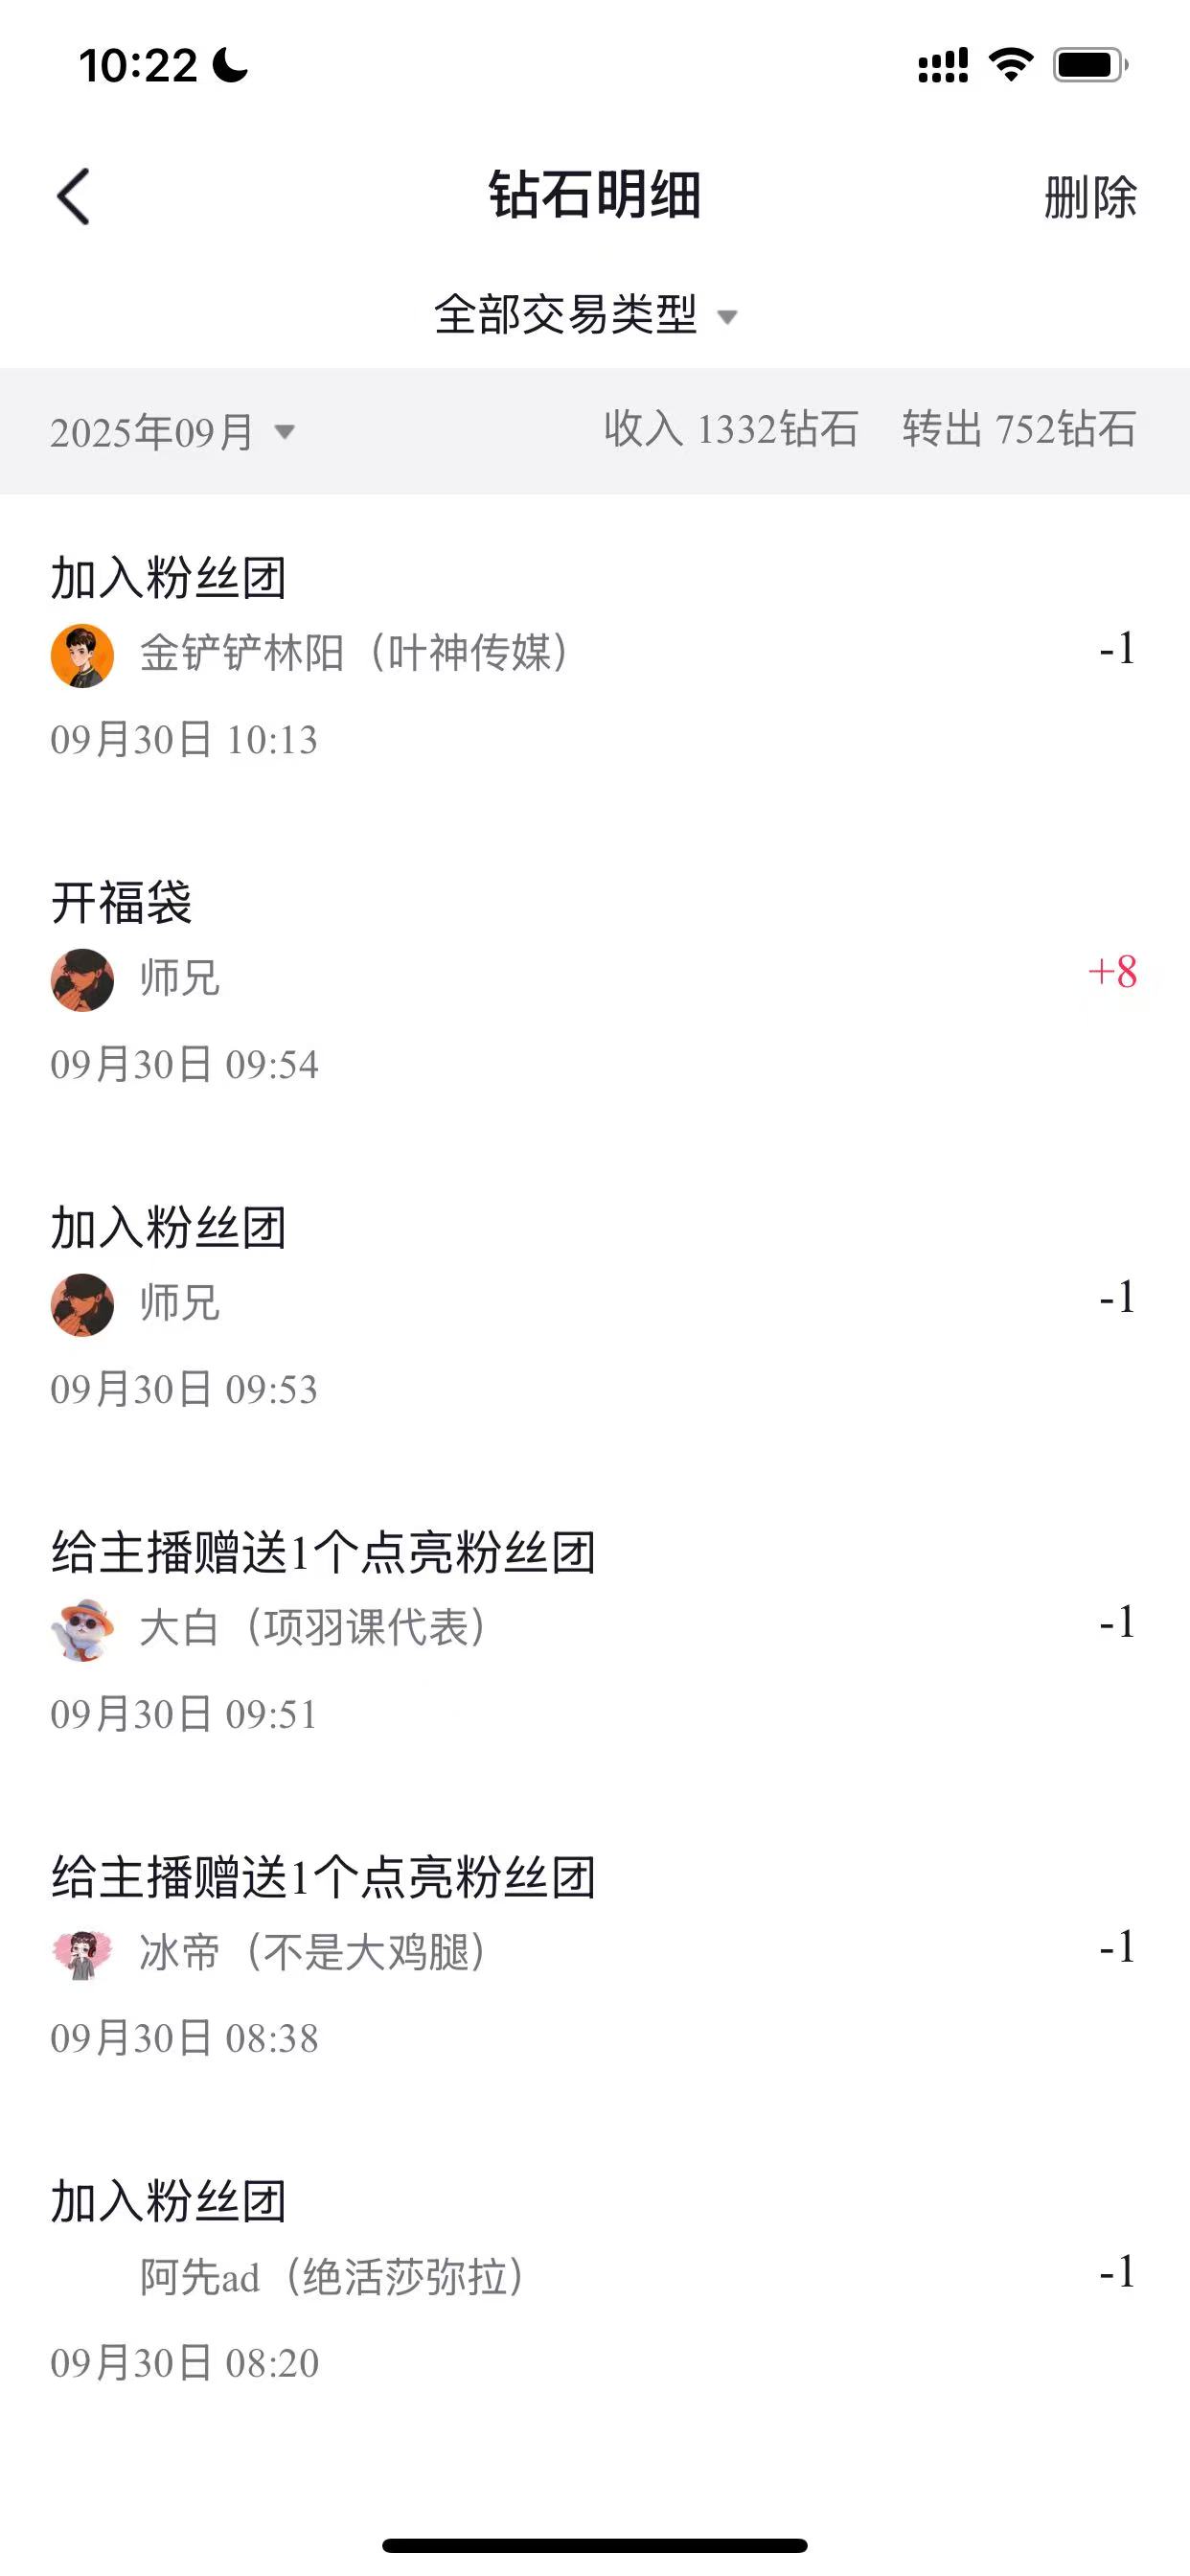 10:22
钻石明细
删除
全部交易类型
2025年09月 收入 1332钻石 转出 752钻石
加入粉丝团
金铲铲林阳（叶神传媒）
-1
09月30日 10:13
开福袋
师兄
+8
09月30日 09:54
加入粉丝团
师兄
-1
09月30日 09:53
给主播赠送1个点亮粉丝团
大白（项羽课代表）
-1
09月30日 09:51
给主播赠送1个点亮粉丝团
冰帝（不是大鸡腿）
-1
09月30日 08:38
加入粉丝团
阿先ad（绝活莎弥拉）
-1
09月30日 08:20